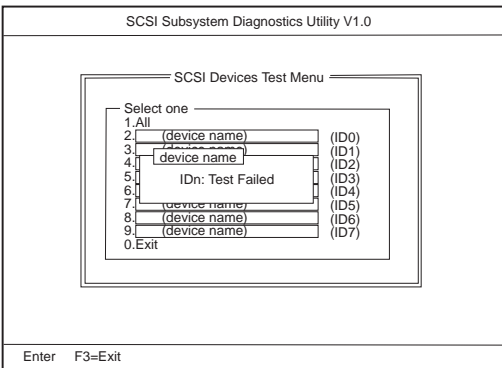 SCSI Subsystem Diagnostics Utility V1.0
SCSI Devices Test Menu
Select one
1.All
2. (device name) (ID0)
3. (device name) (ID1)
4. device name (ID2)
5. IDn: Test Failed (ID3)
6. (ID4)
7. (device name) (ID5)
8. (device name) (ID6)
9. (device name) (ID7)
0.Exit
Enter F3=Exit